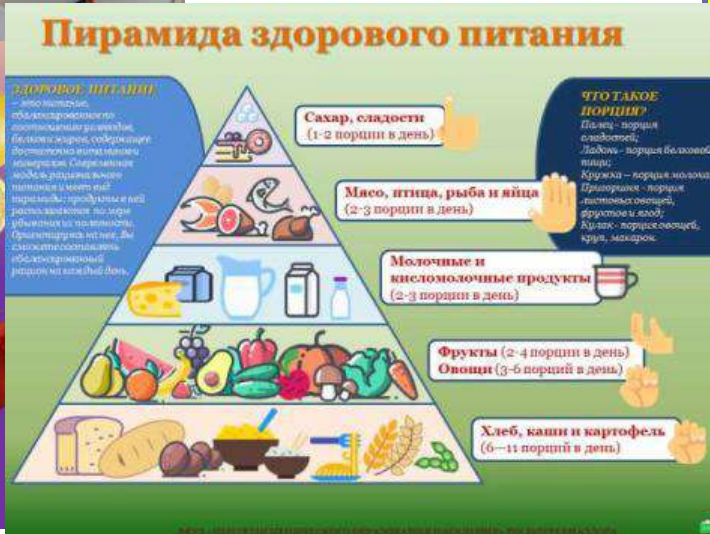 Пирамида здорового питания
ЗДОРОВОЕ ПИТАНИЕ
– это питание,
сбалансированное по
соотношению углеводов,
белков и жиров, содержащее
достаточно витаминов и
минералов. Современная
модель рационального
питания имеет вид
пирамиды: продукты в ней
располагаются по мере
убывания их полезности.
Ориентируясь на нее, Вы
сможете составлять
сбалансированный
рацион на каждый день.
Сахар, сладости
(1-2 порции в день)
Мясо, птица, рыба и яйца
(2-3 порции в день)
Молочные и
кисломолочные продукты
(2-3 порции в день)
Фрукты (2-4 порции в день)
Овощи (3-6 порций в день)
Хлеб, каши и картофель
(6—11 порций в день)
ЧТО ТАКОЕ
ПОРЦИЯ?
Палец - порция
сладостей;
Ладонь - порция белковой
пищи;
Кружка – порция молока;
Пригоршня - порция
листовых овощей,
фруктов и ягод;
Кулак - порция овощей,
круп, макарон.